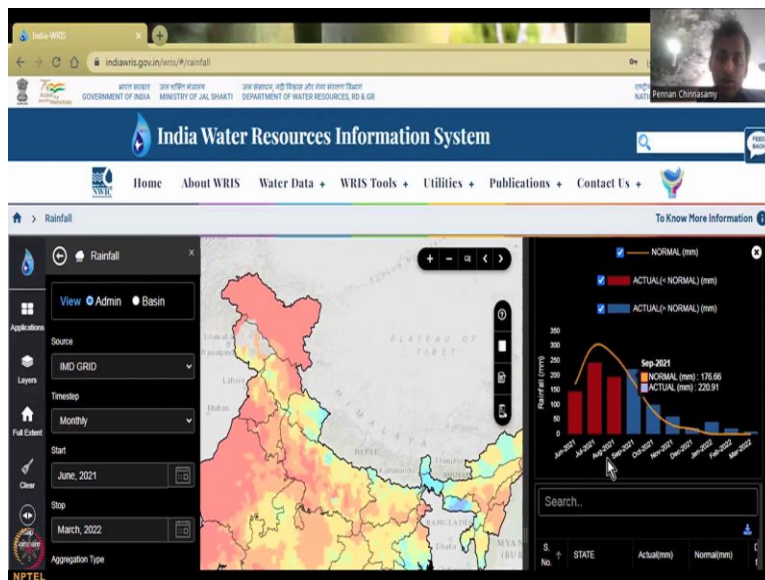 India-WRIS
indiawris.gov.in/wris/#/rainfall
भारत सरकार
GOVERNMENT OF INDIA
जल शक्ति मंत्रालय
MINISTRY OF JAL SHAKTI
DEPARTMENT OF WATER RESOURCES, RD & GR
Pennan Chinnasamy
India Water Resources Information System
FEED
BACK
NWIC
Home
About WRIS
Water Data +
WRIS Tools +
Utilities +
Publications +
Contact Us +
> Rainfall
To Know More Information
Rainfall
View Admin Basin
Source
IMD GRID
Timestep
Monthly
Start
June, 2021
Stop
March, 2022
Aggregation Type
Applications
Layers
Full Extent
Clear
NPTEL
PLATEAU OF
TIBET
Lahore
Multan
HIMALAYA
NEPAL
BANGLADESH
Dhaka
NORMAL (mm)
ACTUAL(< NORMAL) (mm)
ACTUAL(> NORMAL) (mm)
Rainfall (mm)
350
300
250
200
150
100
50
0
Sep-2021
NORMAL (mm) : 176.66
ACTUAL (mm) : 220.91
Jun-2021
Jul-2021
Aug-2021
Sep-2021
Oct-2021
Nov-2021
Dec-2021
Jan-2022
Feb-2022
Mar-2022
Search..
S. No.
STATE
Actual(mm)
Normal(mm)